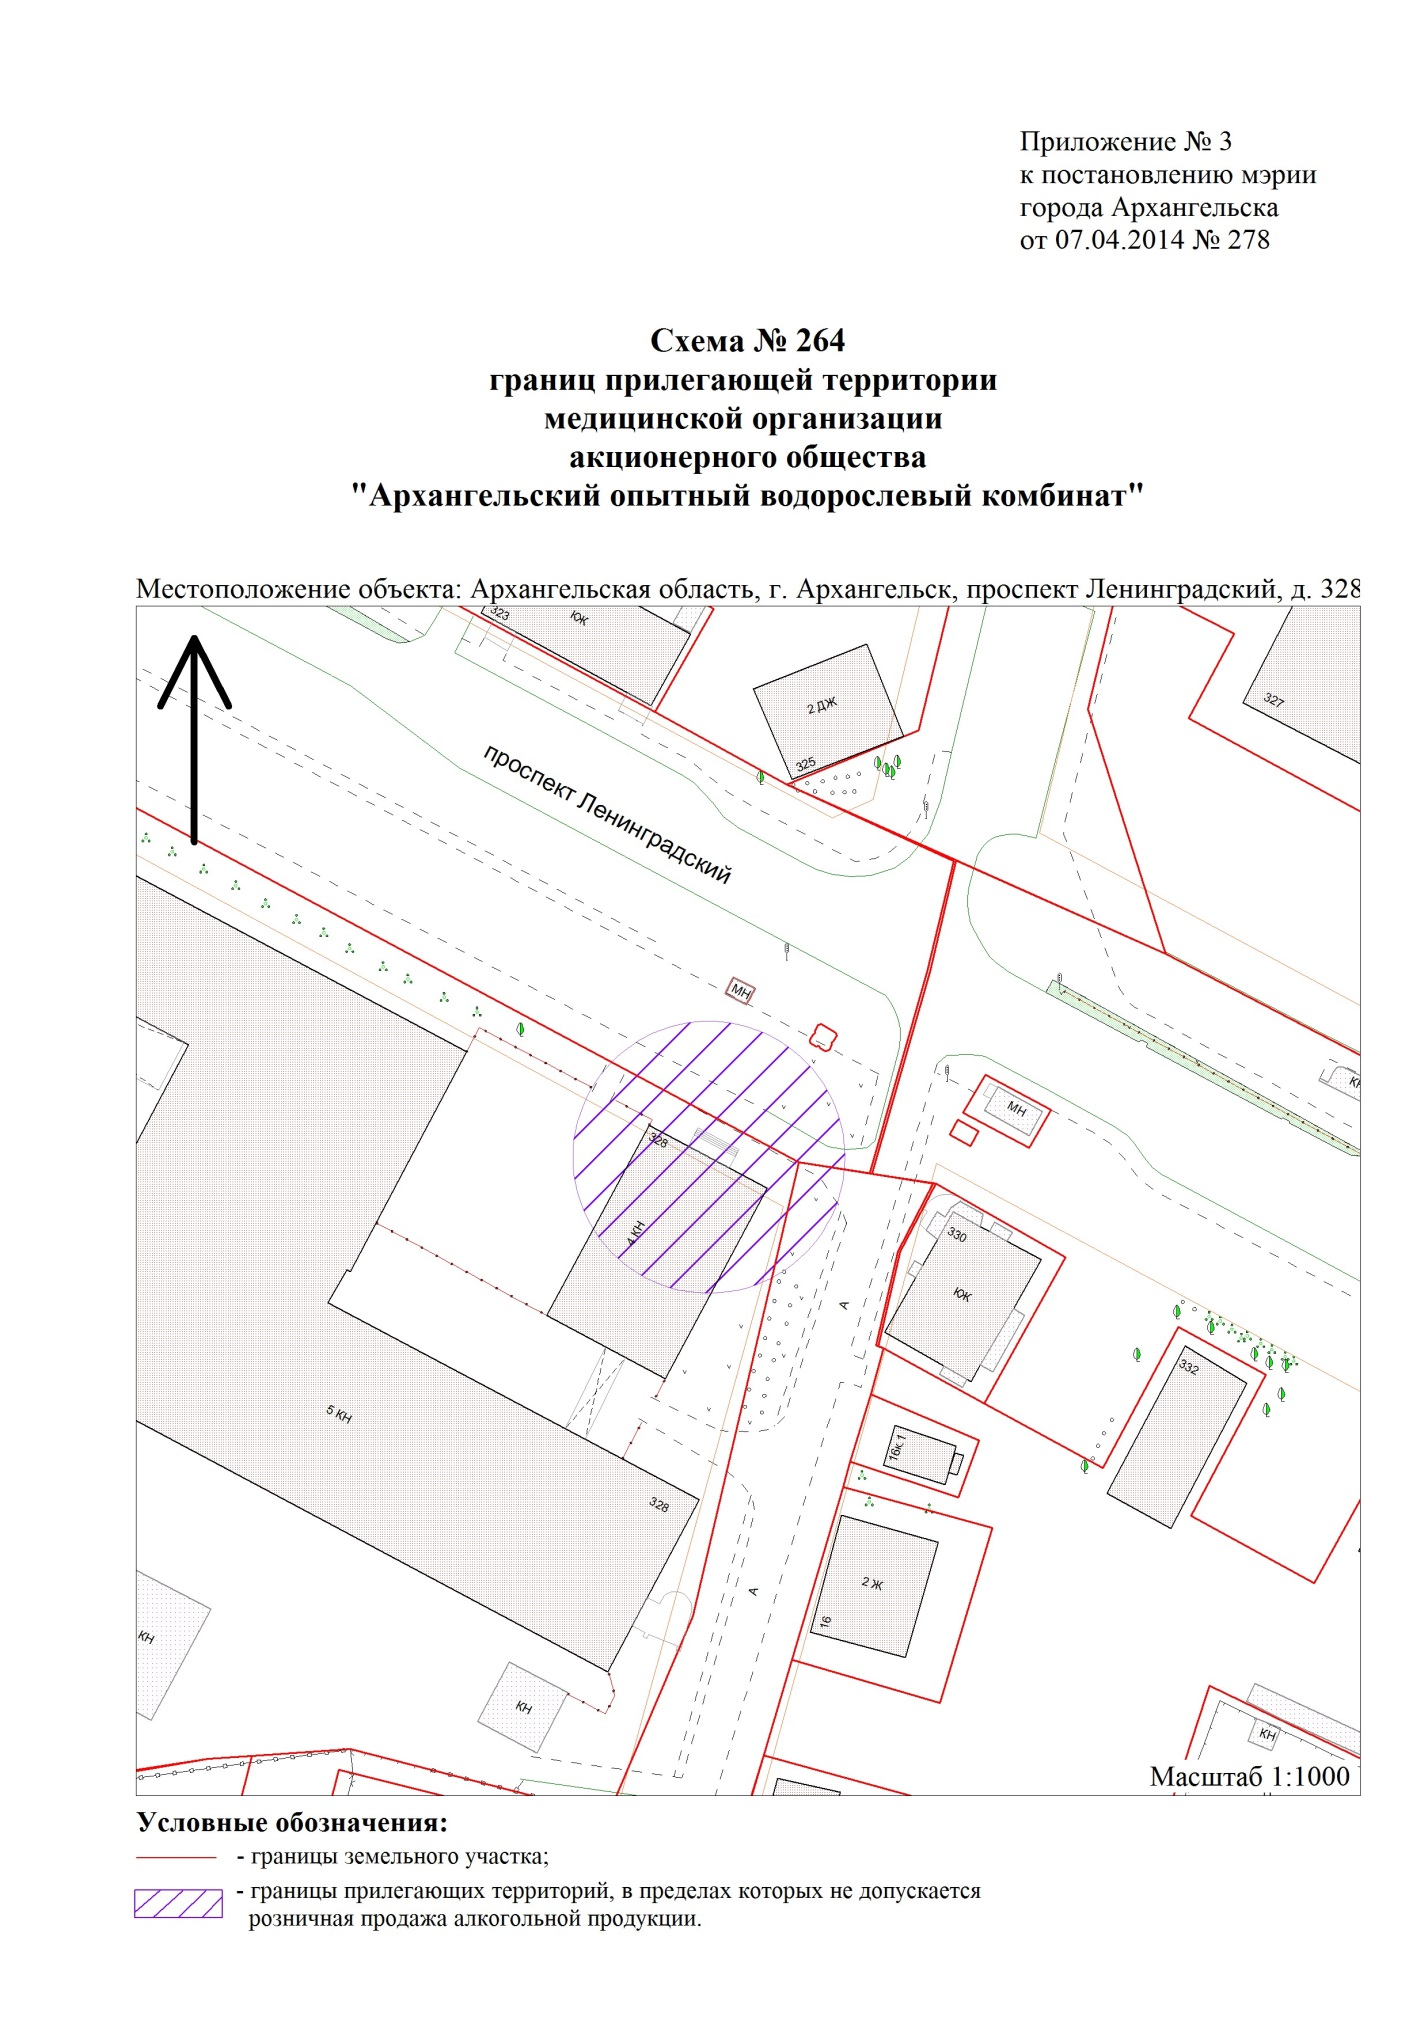 Приложение № 3
к постановлению мэрии
города Архангельска
от 07.04.2014 № 278
Схема № 264
границ прилегающей территории
медицинской организации
акционерного общества
"Архангельский опытный водорослевый комбинат"
Местоположение объекта: Архангельская область, г. Архангельск, проспект Ленинградский, д. 328
323
КЖ
2 ДЖ
325
327
проспект Ленинградский
МН
МН
КН
328
4 КН
330
КЖ
А
332
5 КН
16к.1
328
2 Ж
16
А
КН
КН
КН
Масштаб 1:1000
Условные обозначения:
- границы земельного участка;
- границы прилегающих территорий, в пределах которых не допускается
розничная продажа алкогольной продукции.